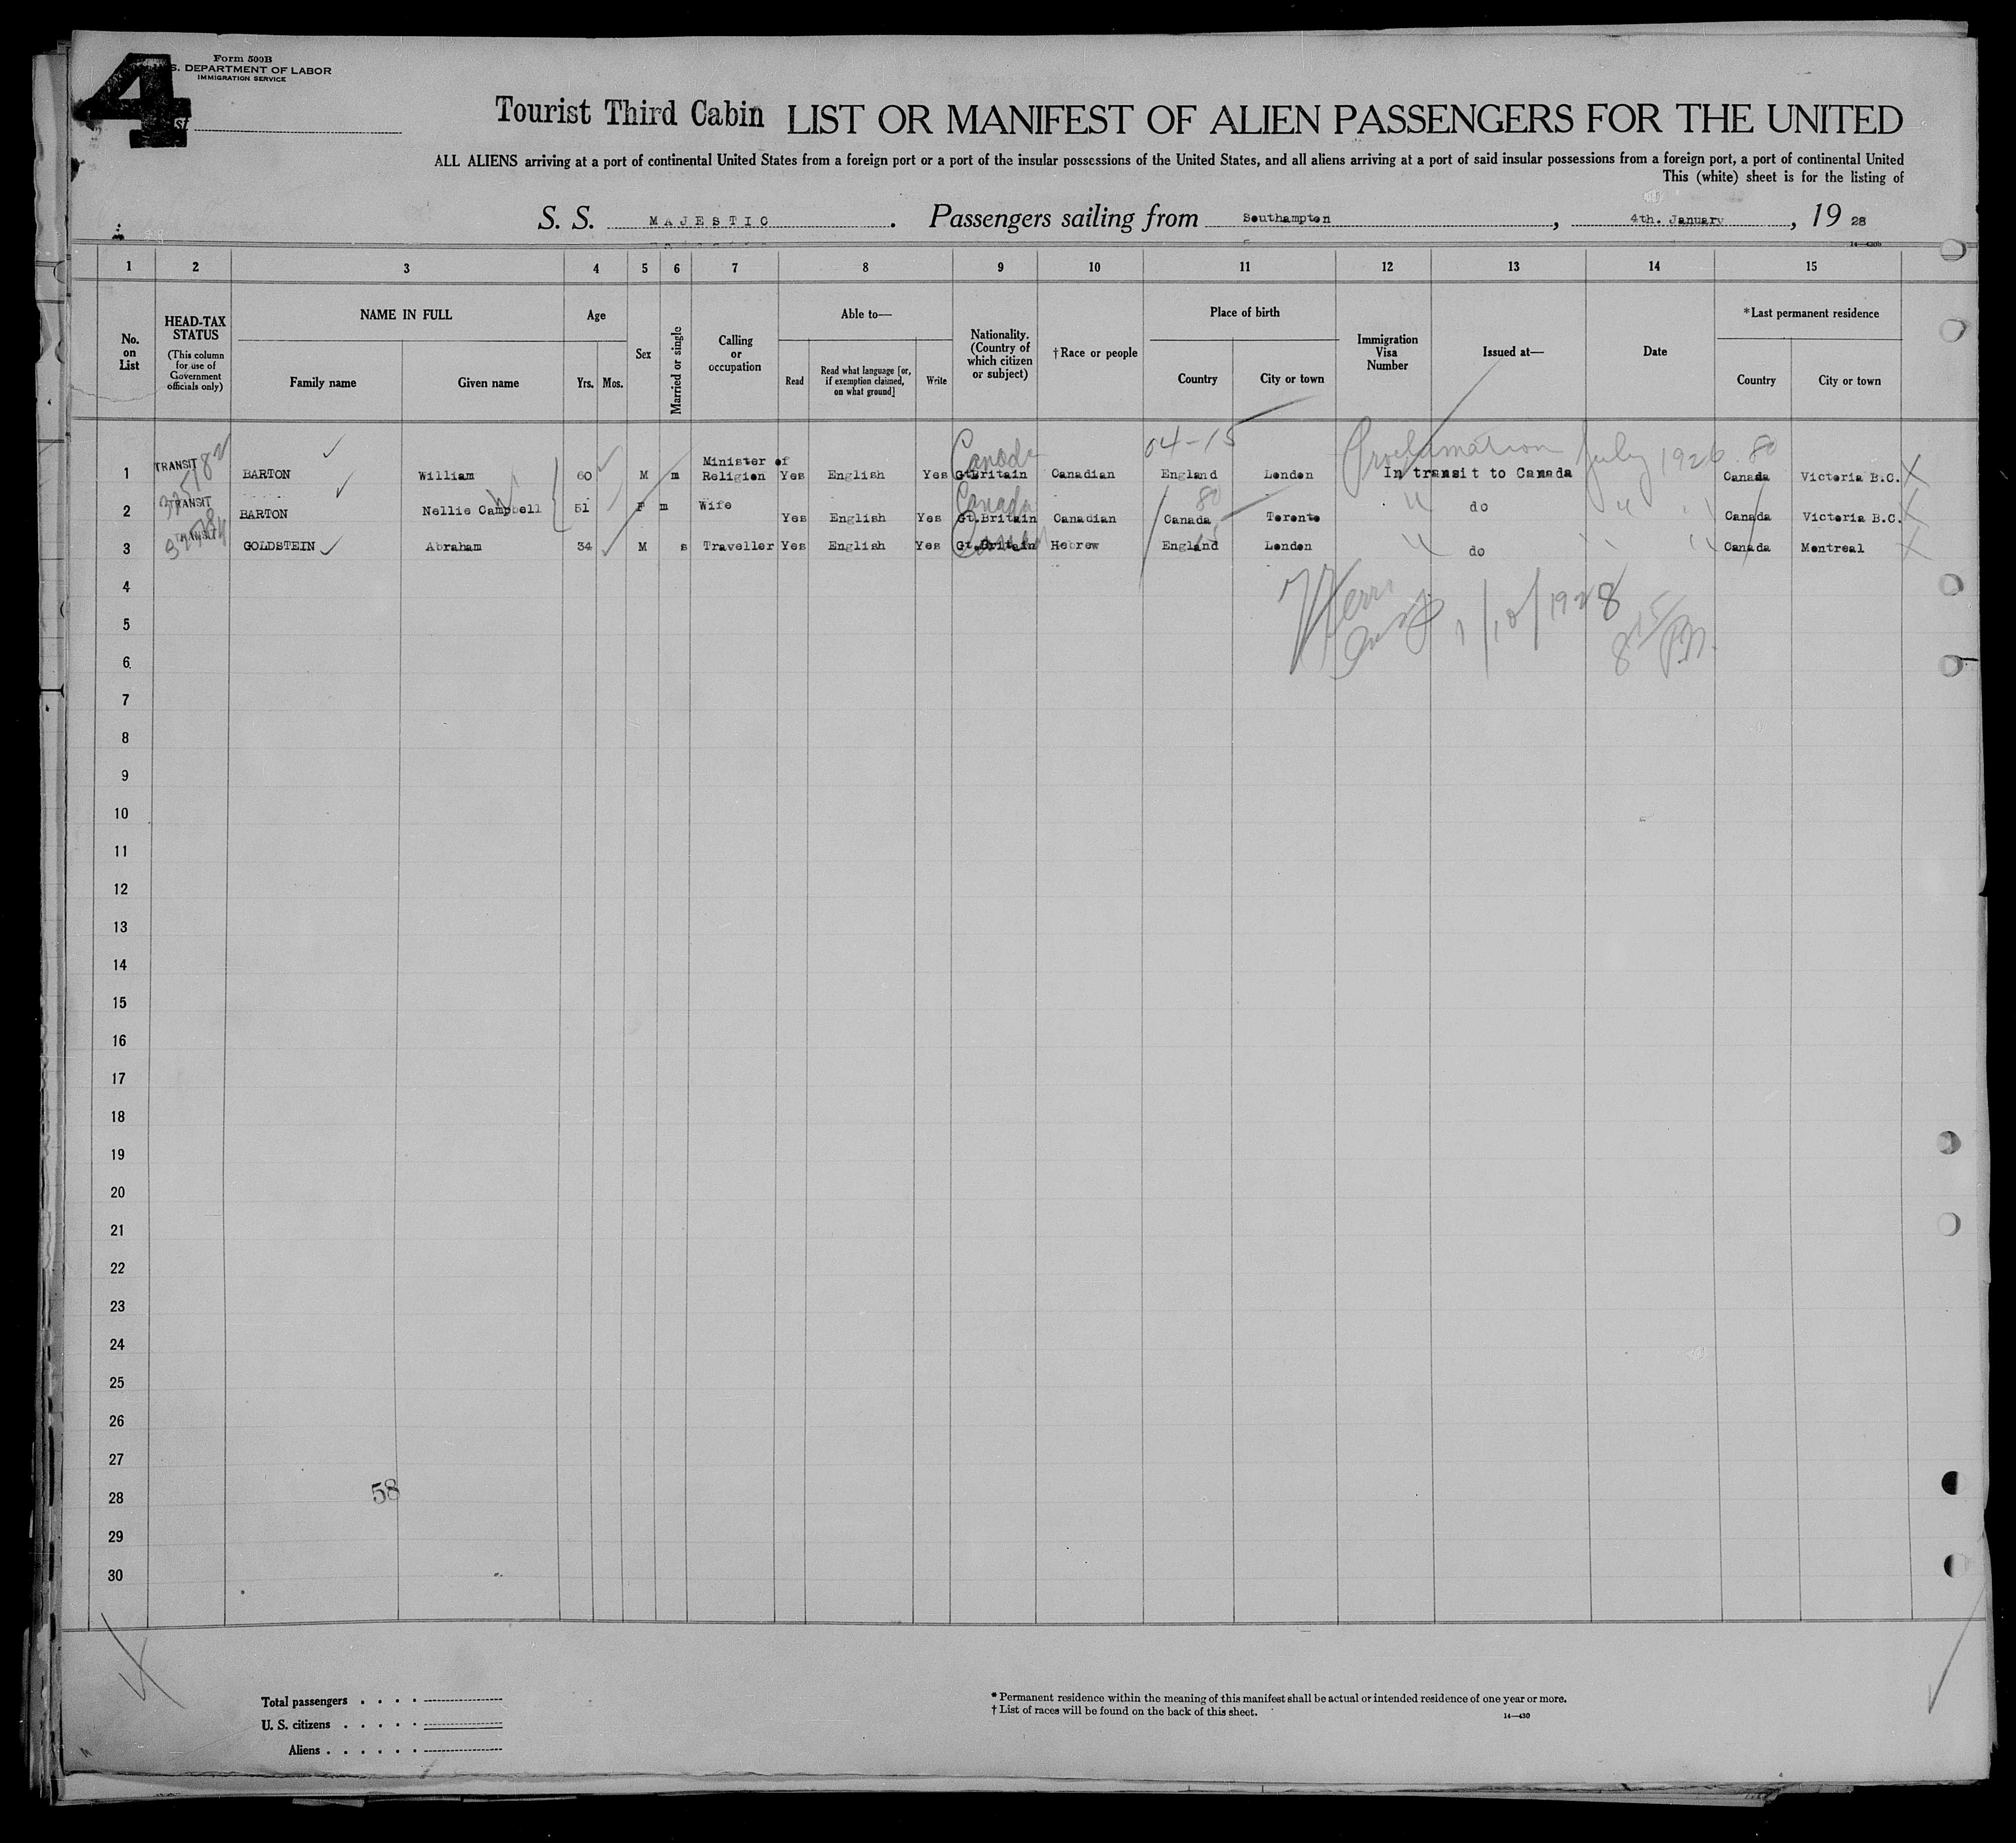 4
Form 500B
S. DEPARTMENT OF LABOR
IMMIGRATION SERVICE
st
Tourist Third Cabin LIST OR MANIFEST OF ALIEN PASSENGERS FOR THE UNITED
ALL ALIENS arriving at a port of continental United States from a foreign port or a port of the insular possessions of the United States, and all aliens arriving at a port of said insular possessions from a foreign port, a port of continental United
This (white) sheet is for the listing of
S. S. MAJESTIC. Passengers sailing from Southampton, 4th. January, 19 28
14—430b
1 2 3 4 5 6 7 8 9 10 11 12 13 14 15
No. on List
HEAD-TAX STATUS
(This column for use of Government officials only)
NAME IN FULL
Family name Given name
Age
Yrs. Mos.
Sex
Married or single
Calling or occupation
Able to—
Read Read what language [or, if exemption claimed, on what ground] Write
Nationality. (Country of which citizen or subject)
†Race or people
Place of birth
Country City or town
Immigration Visa Number
Issued at—
Date
*Last permanent residence
Country City or town
04-15
Canada Proclamation July 1926 80
1 TRANSIT BARTON William 60 M m Minister of Religion Yes English Yes Gt.Britain Canadian England London In transit to Canada Canada Victoria B.C. X
Canada 80
2 TRANSIT BARTON Nellie Campbell 51 F m Wife Yes English Yes Gt.Britain Canadian Canada Toronto " do " " Canada Victoria B.C. X
3 TRANSIT GOLDSTEIN Abraham 34 M s Traveller Yes English Yes Gt.Britain Hebrew England London " do " " Canada Montreal X
4
1/10/1928
5
815 PM.
6
7
8
9
10
11
12
13
14
15
16
17
18
19
20
21
22
23
24
25
26
27
58
28
29
30
Total passengers . . . .
U. S. citizens . . . . .
Aliens . . . . . .
* Permanent residence within the meaning of this manifest shall be actual or intended residence of one year or more.
† List of races will be found on the back of this sheet.
14—430